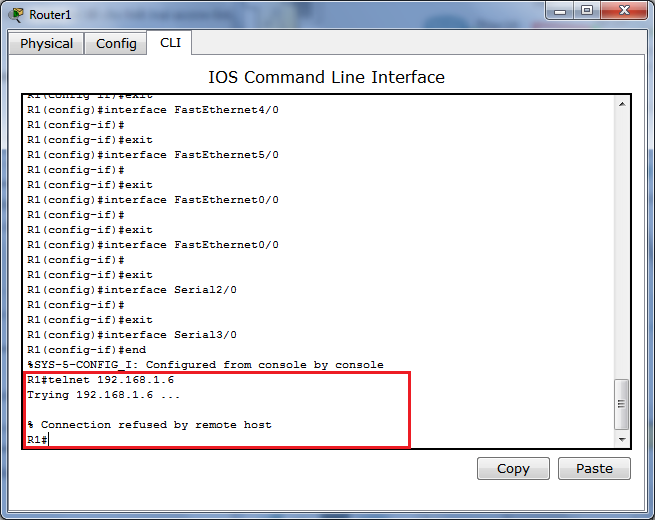 Router1
Physical
Config
CLI
IOS Command Line Interface
R1(config-if)#exit
R1(config)#interface FastEthernet4/0
R1(config-if)#
R1(config-if)#exit
R1(config)#interface FastEthernet5/0
R1(config-if)#
R1(config-if)#exit
R1(config)#interface FastEthernet0/0
R1(config-if)#
R1(config-if)#exit
R1(config)#interface FastEthernet0/0
R1(config-if)#
R1(config-if)#exit
R1(config)#interface Serial2/0
R1(config-if)#
R1(config-if)#exit
R1(config)#interface Serial3/0
R1(config-if)#end
%SYS-5-CONFIG_I: Configured from console by console
R1#telnet 192.168.1.6
Trying 192.168.1.6 ...
% Connection refused by remote host
R1#
Copy
Paste